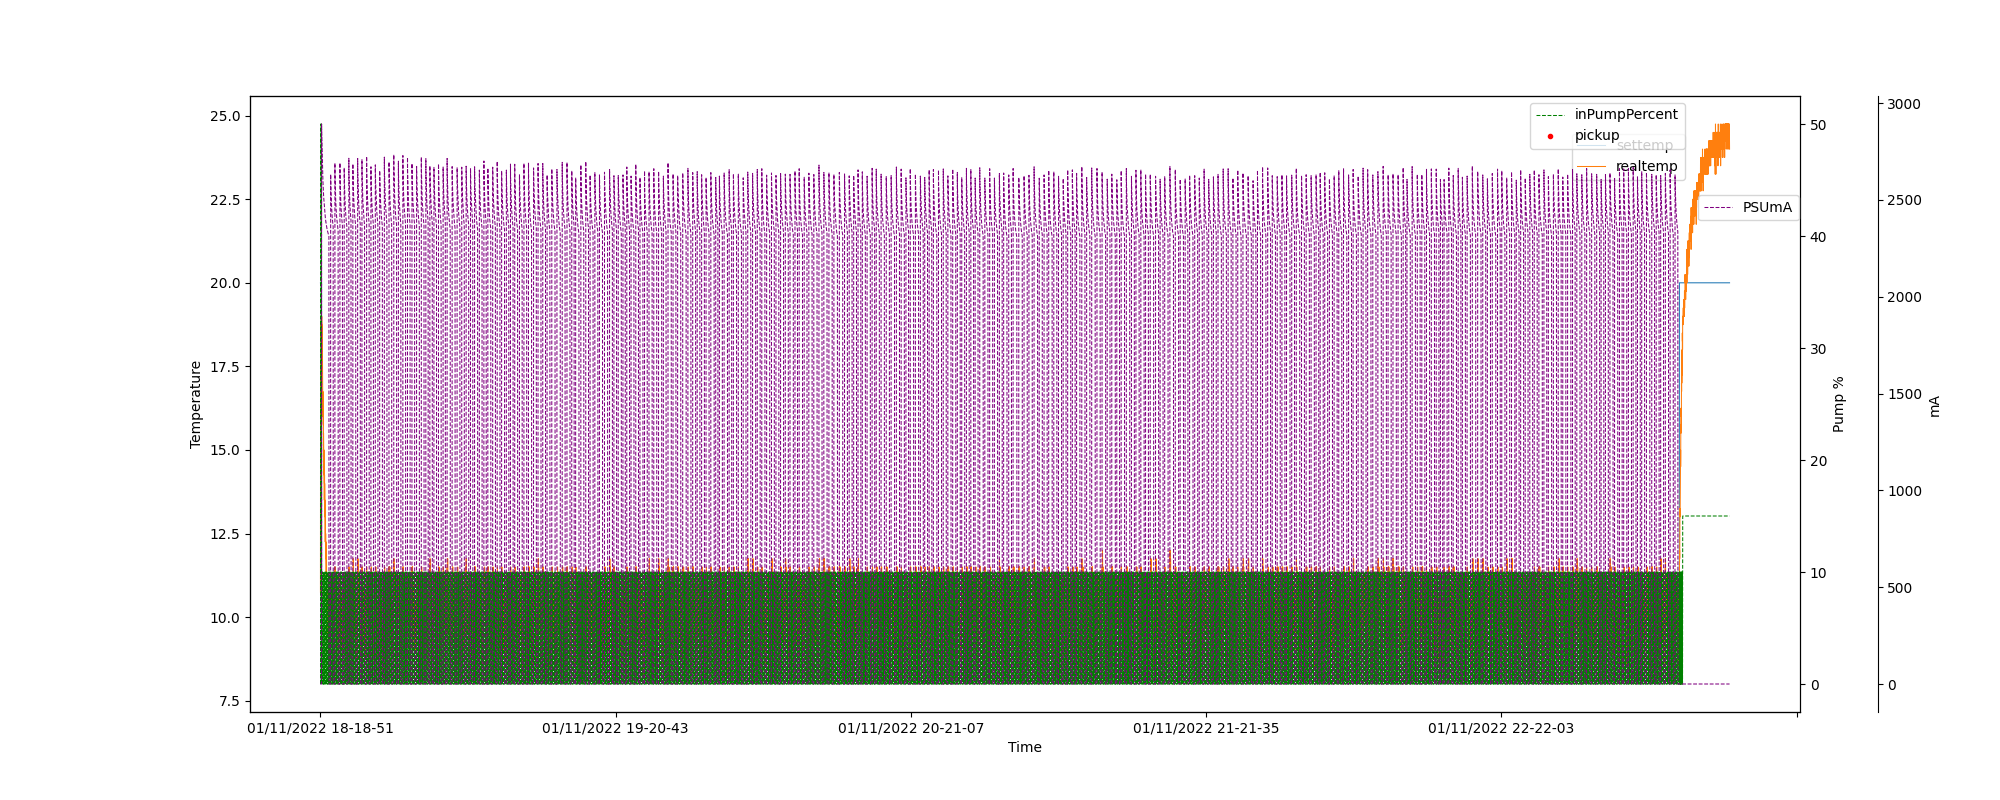 25.0
22.5
20.0
17.5
15.0
12.5
10.0
7.5
Temperature
01/11/2022 18-18-51
01/11/2022 19-20-43
01/11/2022 20-21-07
01/11/2022 21-21-35
01/11/2022 22-22-03
Time
inPumpPercent
pickup
settemp
realtemp
PSUmA
50
40
30
20
10
0
Pump %
3000
2500
2000
1500
1000
500
0
mA